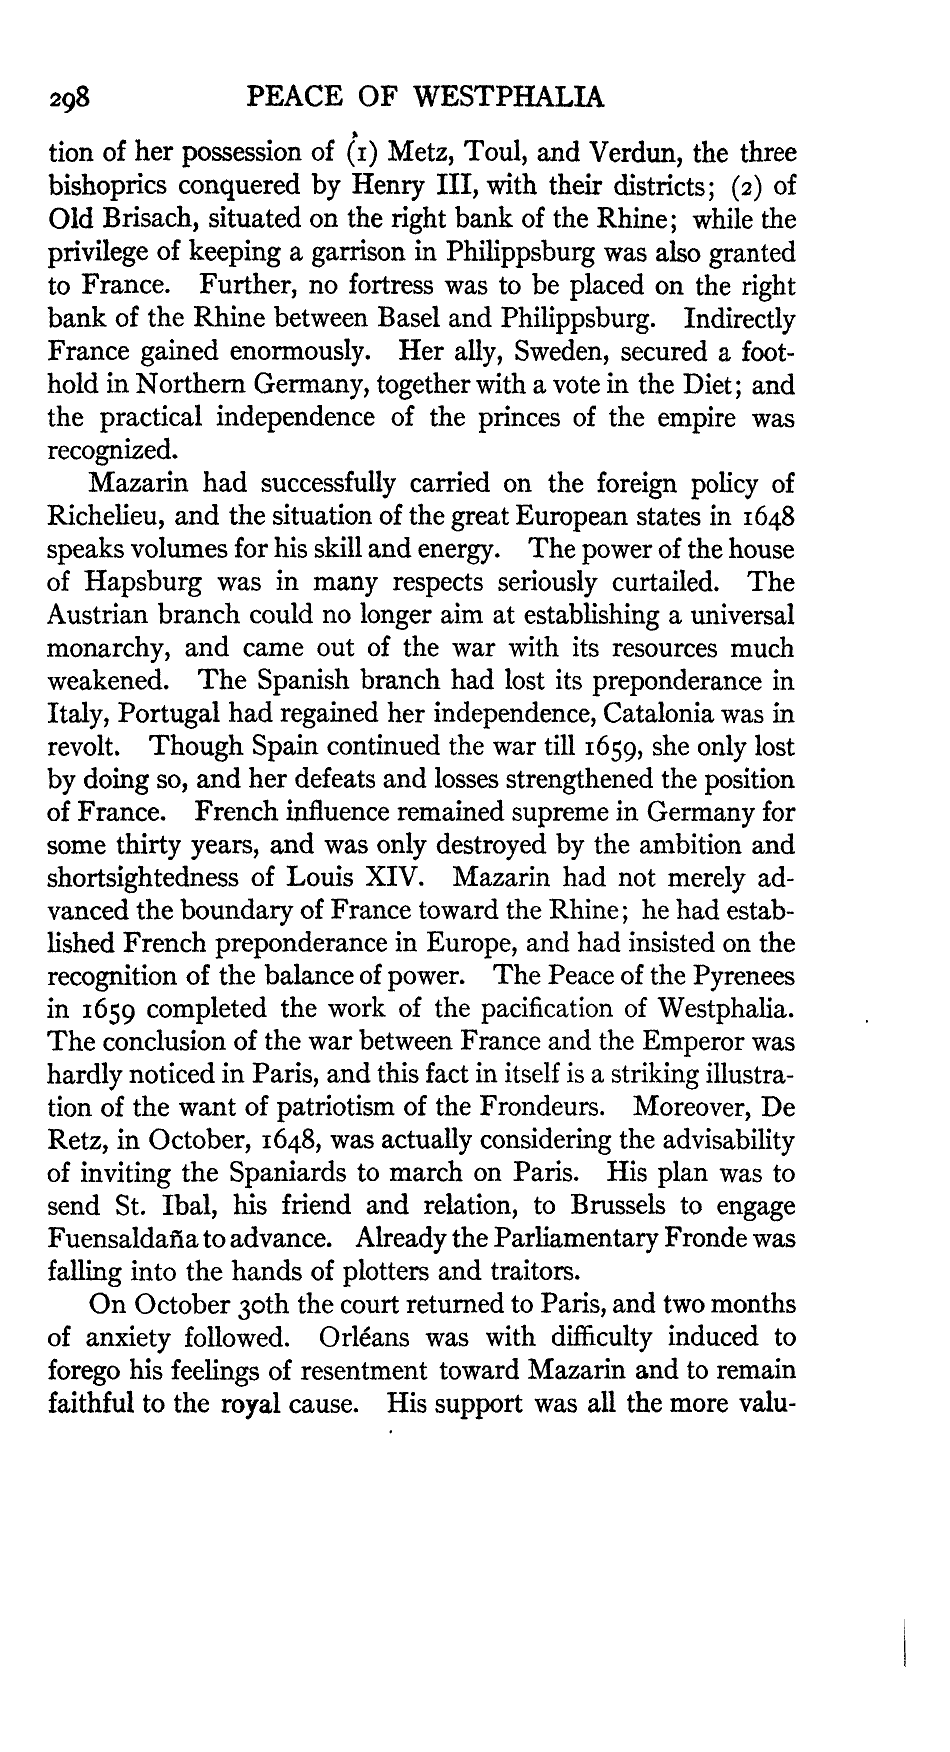 298 PEACE OF WESTPHALIA
tion of her possession of (1) Metz, Toul, and Verdun, the three
bishoprics conquered by Henry III, with their districts; (2) of
Old Brisach, situated on the right bank of the Rhine; while the
privilege of keeping a garrison in Philippsburg was also granted
to France. Further, no fortress was to be placed on the right
bank of the Rhine between Basel and Philippsburg. Indirectly
France gained enormously. Her ally, Sweden, secured a foot-
hold in Northern Germany, together with a vote in the Diet; and
the practical independence of the princes of the empire was
recognized.
Mazarin had successfully carried on the foreign policy of
Richelieu, and the situation of the great European states in 1648
speaks volumes for his skill and energy. The power of the house
of Hapsburg was in many respects seriously curtailed. The
Austrian branch could no longer aim at establishing a universal
monarchy, and came out of the war with its resources much
weakened. The Spanish branch had lost its preponderance in
Italy, Portugal had regained her independence, Catalonia was in
revolt. Though Spain continued the war till 1659, she only lost
by doing so, and her defeats and losses strengthened the position
of France. French influence remained supreme in Germany for
some thirty years, and was only destroyed by the ambition and
shortsightedness of Louis XIV. Mazarin had not merely ad-
vanced the boundary of France toward the Rhine; he had estab-
lished French preponderance in Europe, and had insisted on the
recognition of the balance of power. The Peace of the Pyrenees
in 1659 completed the work of the pacification of Westphalia.
The conclusion of the war between France and the Emperor was
hardly noticed in Paris, and this fact in itself is a striking illustra-
tion of the want of patriotism of the Frondeurs. Moreover, De
Retz, in October, 1648, was actually considering the advisability
of inviting the Spaniards to march on Paris. His plan was to
send St. Ibal, his friend and relation, to Brussels to engage
Fuensaldaña to advance. Already the Parliamentary Fronde was
falling into the hands of plotters and traitors.
On October 30th the court returned to Paris, and two months
of anxiety followed. Orléans was with difficulty induced to
forego his feelings of resentment toward Mazarin and to remain
faithful to the royal cause. His support was all the more valu-